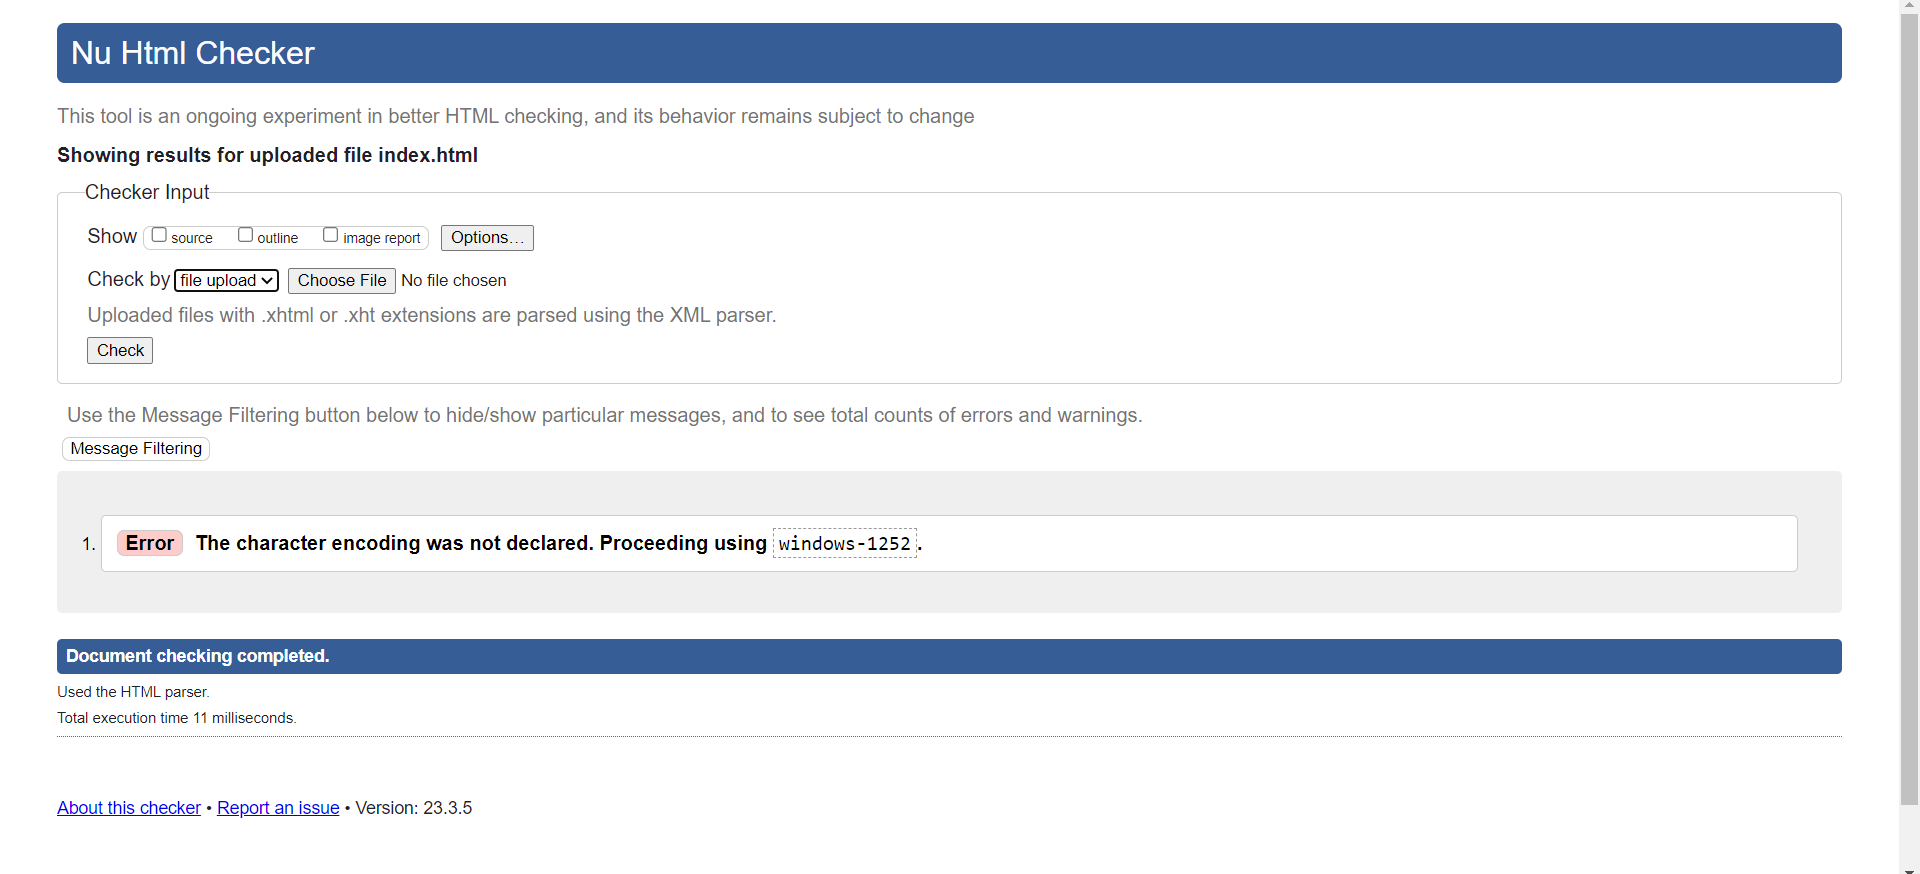 Nu Html Checker
This tool is an ongoing experiment in better HTML checking, and its behavior remains subject to change
Showing results for uploaded file index.html
Checker Input
Show source outline image report Options…
Check by file upload Choose File No file chosen
Uploaded files with .xhtml or .xht extensions are parsed using the XML parser.
Check
Use the Message Filtering button below to hide/show particular messages, and to see total counts of errors and warnings.
Message Filtering
1. Error The character encoding was not declared. Proceeding using windows-1252.
Document checking completed.
Used the HTML parser.
Total execution time 11 milliseconds.
About this checker • Report an issue • Version: 23.3.5